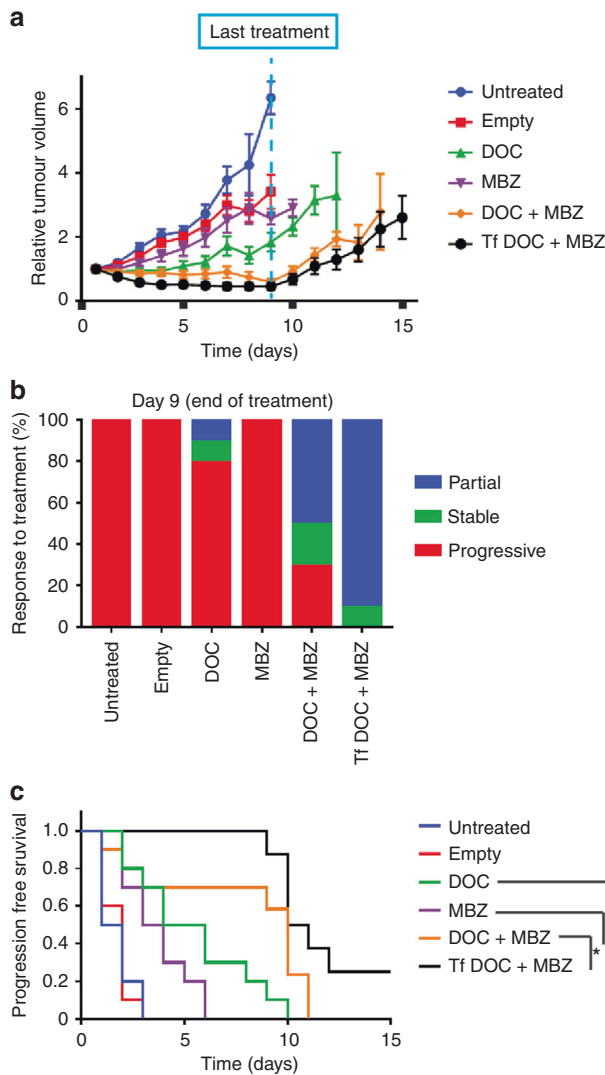 a
Last treatment
Relative tumour volume
6
4
2
0
0
5
10
15
Time (days)
Untreated
Empty
DOC
MBZ
DOC + MBZ
Tf DOC + MBZ
b
Day 9 (end of treatment)
Response to treatment (%)
100
80
60
40
20
0
Untreated
Empty
DOC
MBZ
DOC + MBZ
Tf DOC + MBZ
Partial
Stable
Progressive
c
Progression free sruvival
1.0
0.8
0.6
0.4
0.2
0
0
5
10
15
Time (days)
Untreated
Empty
DOC
MBZ
DOC + MBZ
*
Tf DOC + MBZ